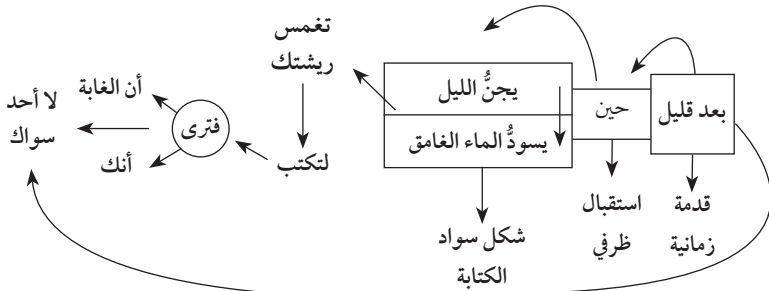 بعد قليل
حين
يجنُّ الليل
يسودُّ الماء الغامق
قدمة
زمانية
استقبال
ظرفي
شكل سواد
الكتابة
تغمس
ريشتك
لتكتب
فترى
أن الغابة
أنك
لا أحد
سواك